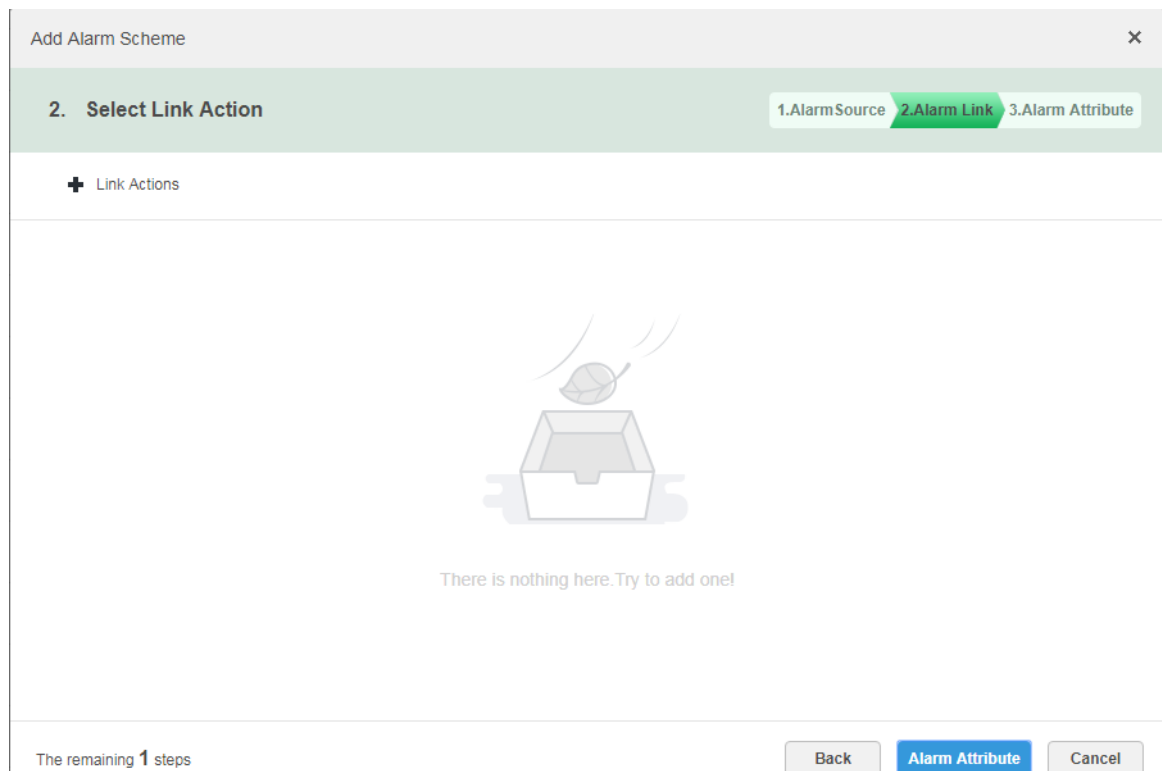 Add Alarm Scheme ×
2. Select Link Action
1.AlarmSource 2.Alarm Link 3.Alarm Attribute
Link Actions
There is nothing here.Try to add one!
The remaining 1 steps
Back Alarm Attribute Cancel